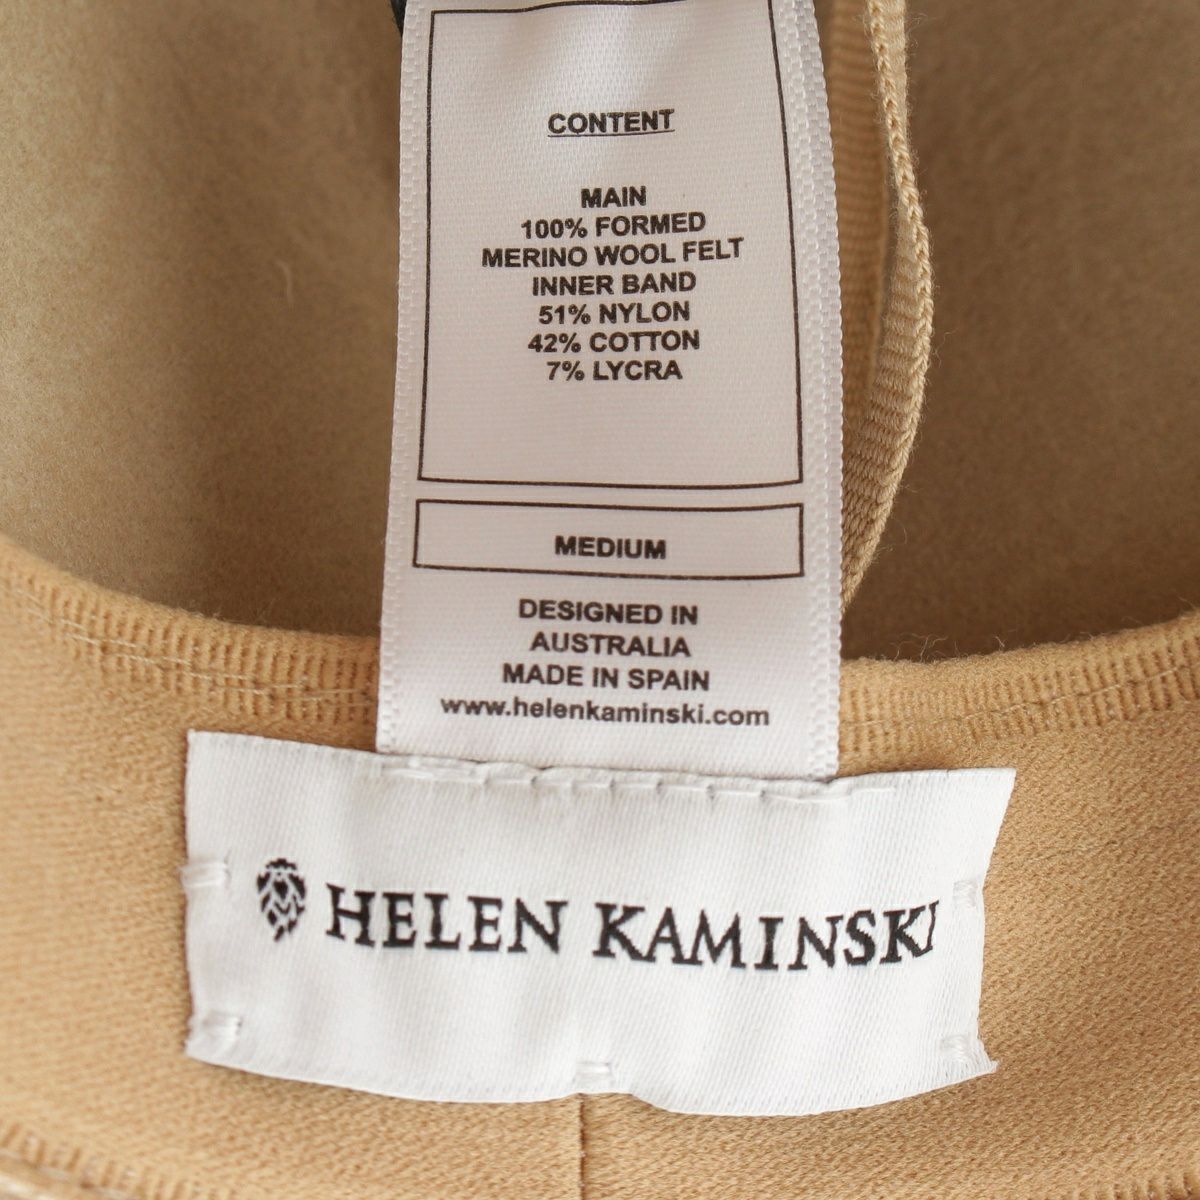 CONTENT
MAIN
100% FORMED
MERINO WOOL FELT
INNER BAND
51% NYLON
42% COTTON
7% LYCRA
MEDIUM
DESIGNED IN
AUSTRALIA
MADE IN SPAIN
www.helenkaminski.com
HELEN KAMINSKI